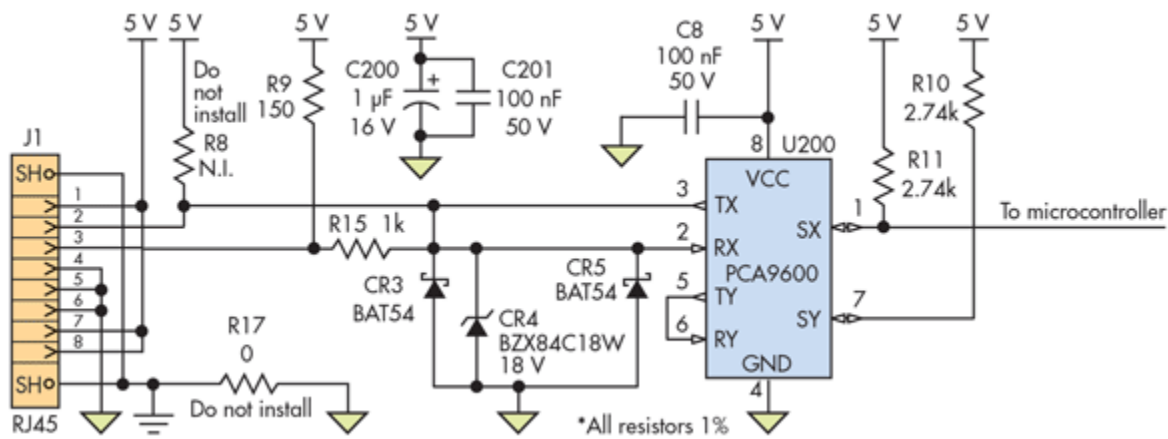 5 V
5 V
5 V
5 V
5 V
5 V
5 V
Do
not
install
R8
N.I.
R9
150
C200
1 µF
16 V
+
C201
100 nF
50 V
C8
100 nF
50 V
R10
2.74k
R11
2.74k
J1
SH
1
2
3
4
5
6
7
8
SH
RJ45
R17
0
Do not install
R15 1k
CR3
BAT54
CR4
BZX84C18W
18 V
CR5
BAT54
U200
8
VCC
3
TX
2
RX
PCA9600
5
TY
6
RY
GND
4
SX
1
SY
7
To microcontroller
*All resistors 1%